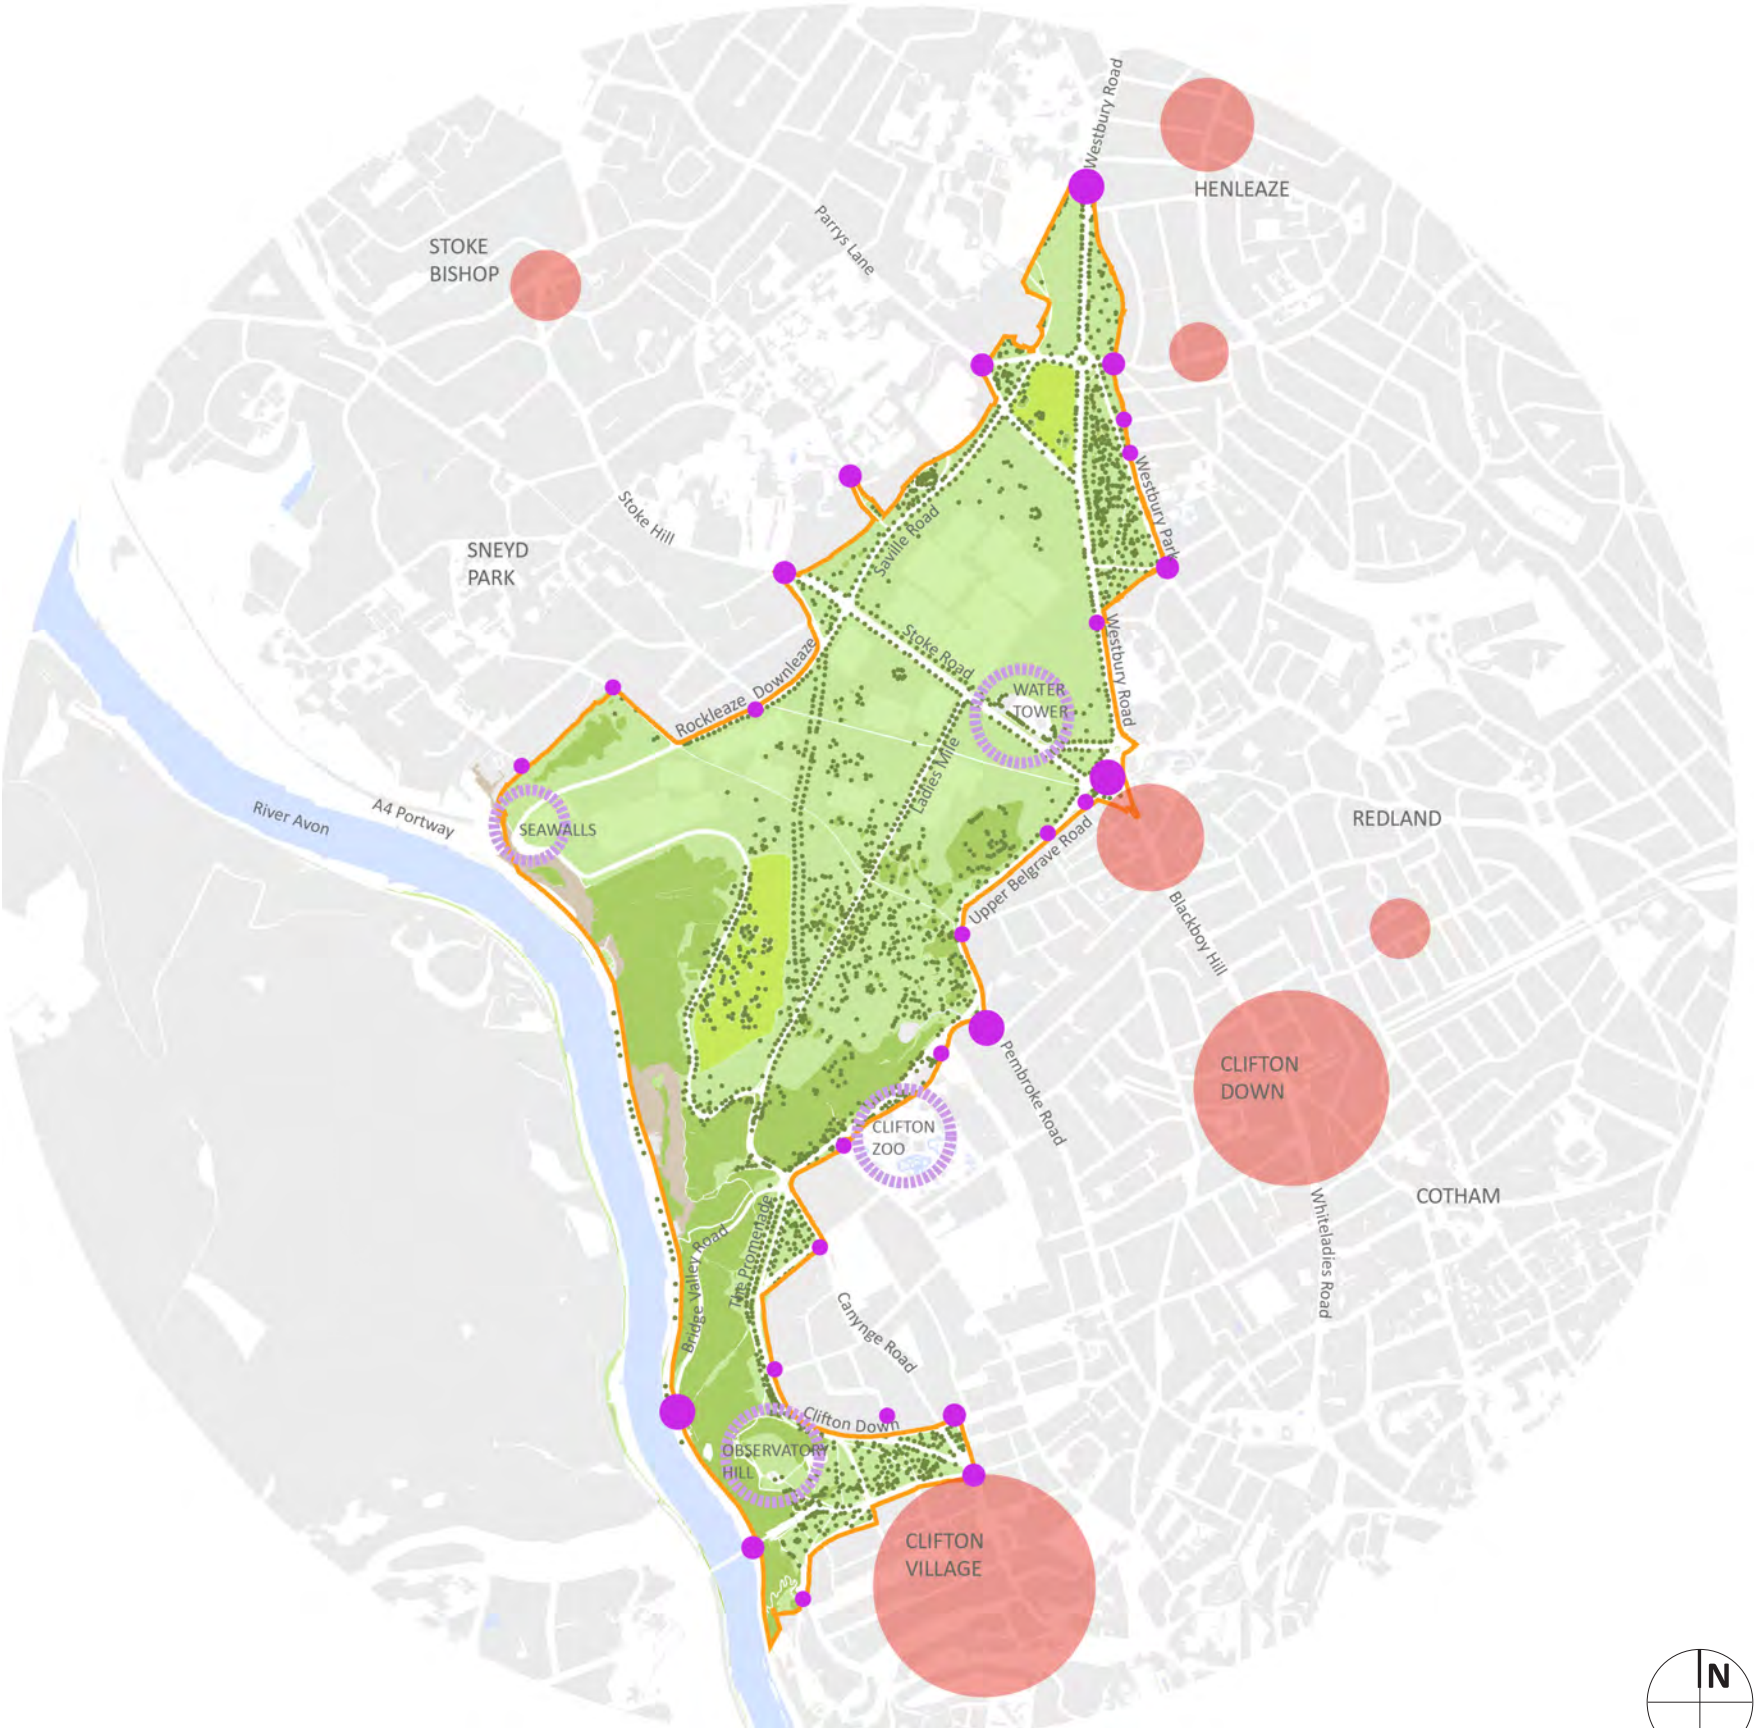 Westbury Road
HENLEAZE
Parrys Lane
STOKE
BISHOP
Stoke Hill
SNEYD
PARK
Saville Road
Westbury Park
Stoke Road
Westbury Road
Rockleaze
Downleaze
WATER
TOWER
Ladies Mile
River Avon
A4 Portway
SEAWALLS
REDLAND
Upper Belgrave Road
Blackboy Hill
CLIFTON
DOWN
Pembroke Road
CLIFTON
ZOO
COTHAM
Whiteladies Road
Bridge Valley Road
The Promenade
Canynge Road
Clifton Down
OBSERVATORY
HILL
CLIFTON
VILLAGE
N